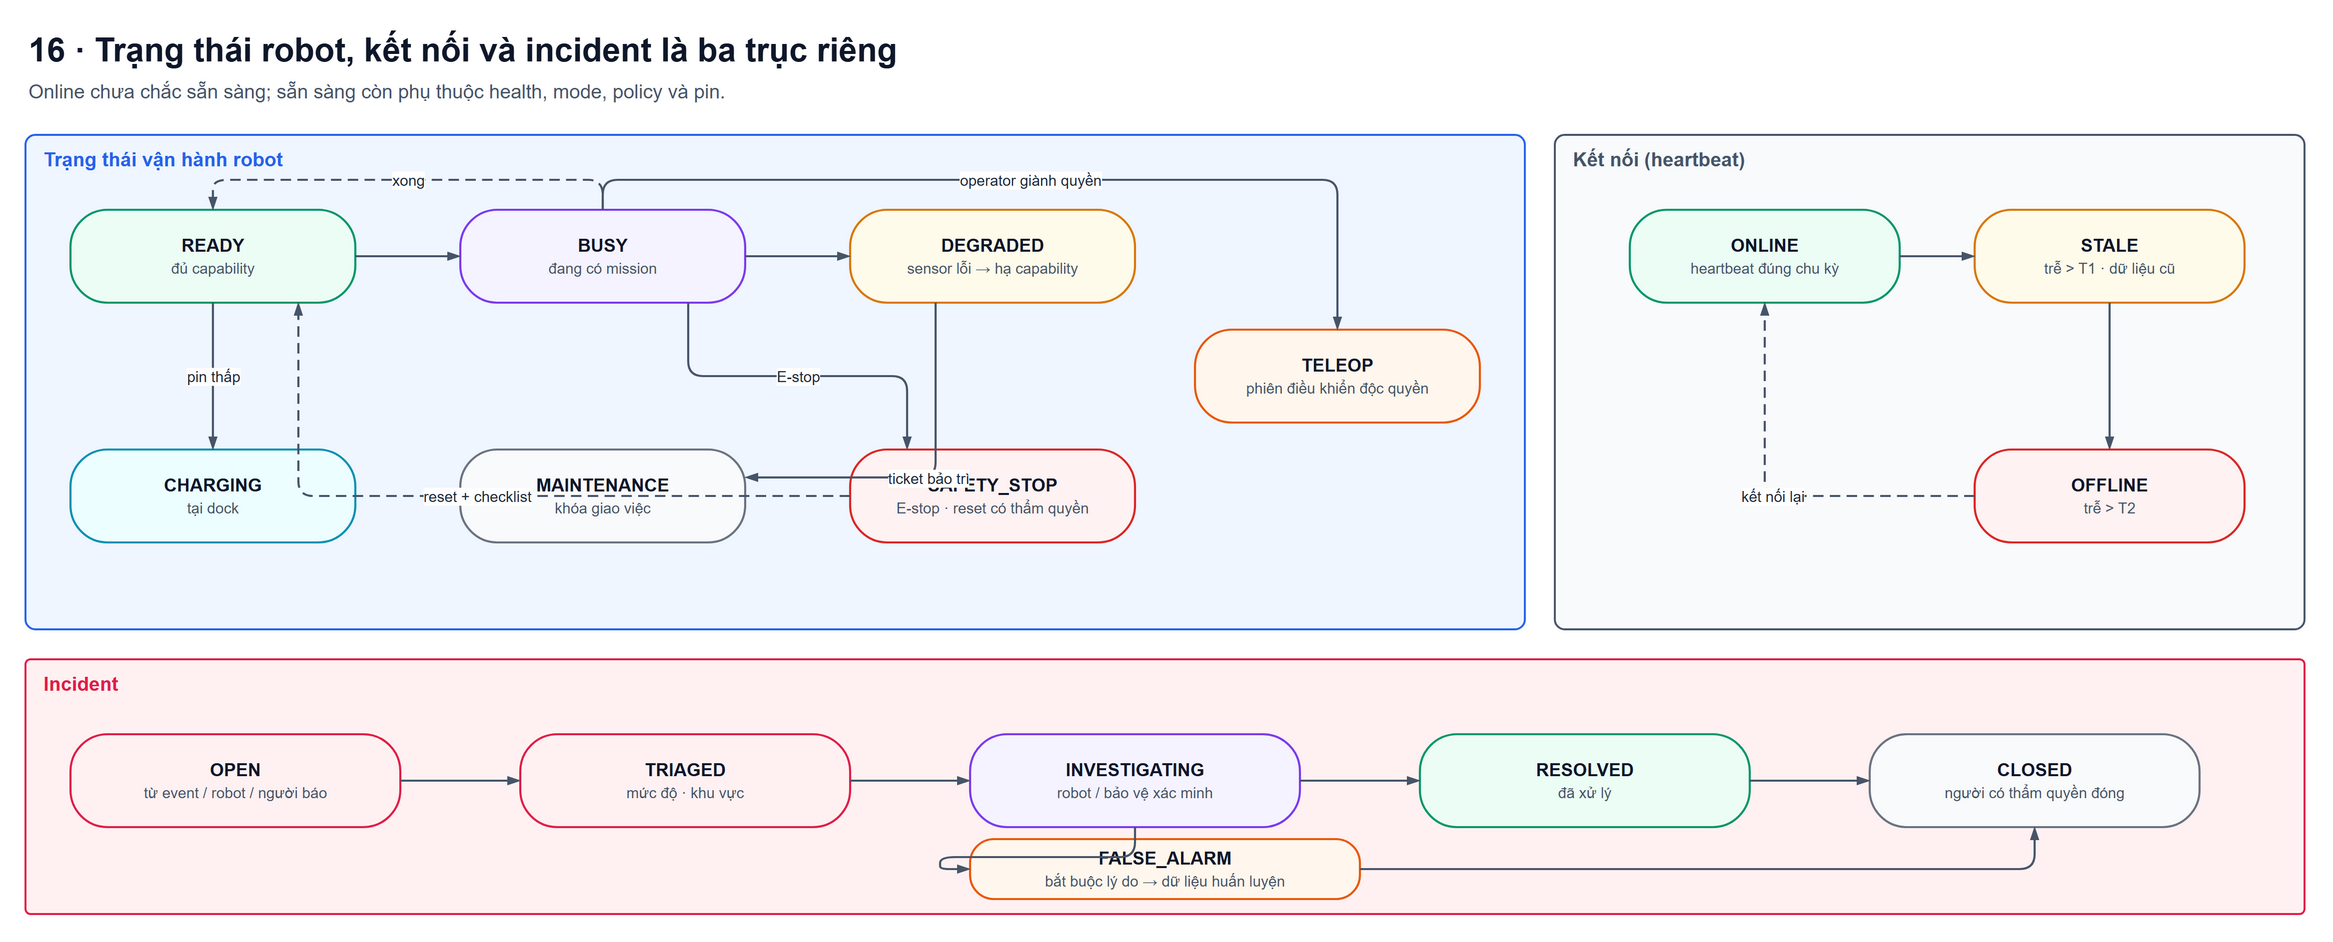 16 · Trạng thái robot, kết nối và incident là ba trục riêng
Online chưa chắc sẵn sàng; sẵn sàng còn phụ thuộc health, mode, policy và pin.
Trạng thái vận hành robot
xong
operator giành quyền
READY
đủ capability
BUSY
đang có mission
DEGRADED
sensor lỗi → hạ capability
TELEOP
phiên điều khiển độc quyền
pin thấp
E-stop
CHARGING
tại dock
reset + checklist
MAINTENANCE
khóa giao việc
ticket bảo trì
SAFETY_STOP
E-stop · reset có thẩm quyền
Kết nối (heartbeat)
ONLINE
heartbeat đúng chu kỳ
STALE
trễ > T1 · dữ liệu cũ
kết nối lại
OFFLINE
trễ > T2
Incident
OPEN
từ event / robot / người báo
TRIAGED
mức độ · khu vực
INVESTIGATING
robot / bảo vệ xác minh
RESOLVED
đã xử lý
CLOSED
người có thẩm quyền đóng
FALSE_ALARM
bắt buộc lý do → dữ liệu huấn luyện